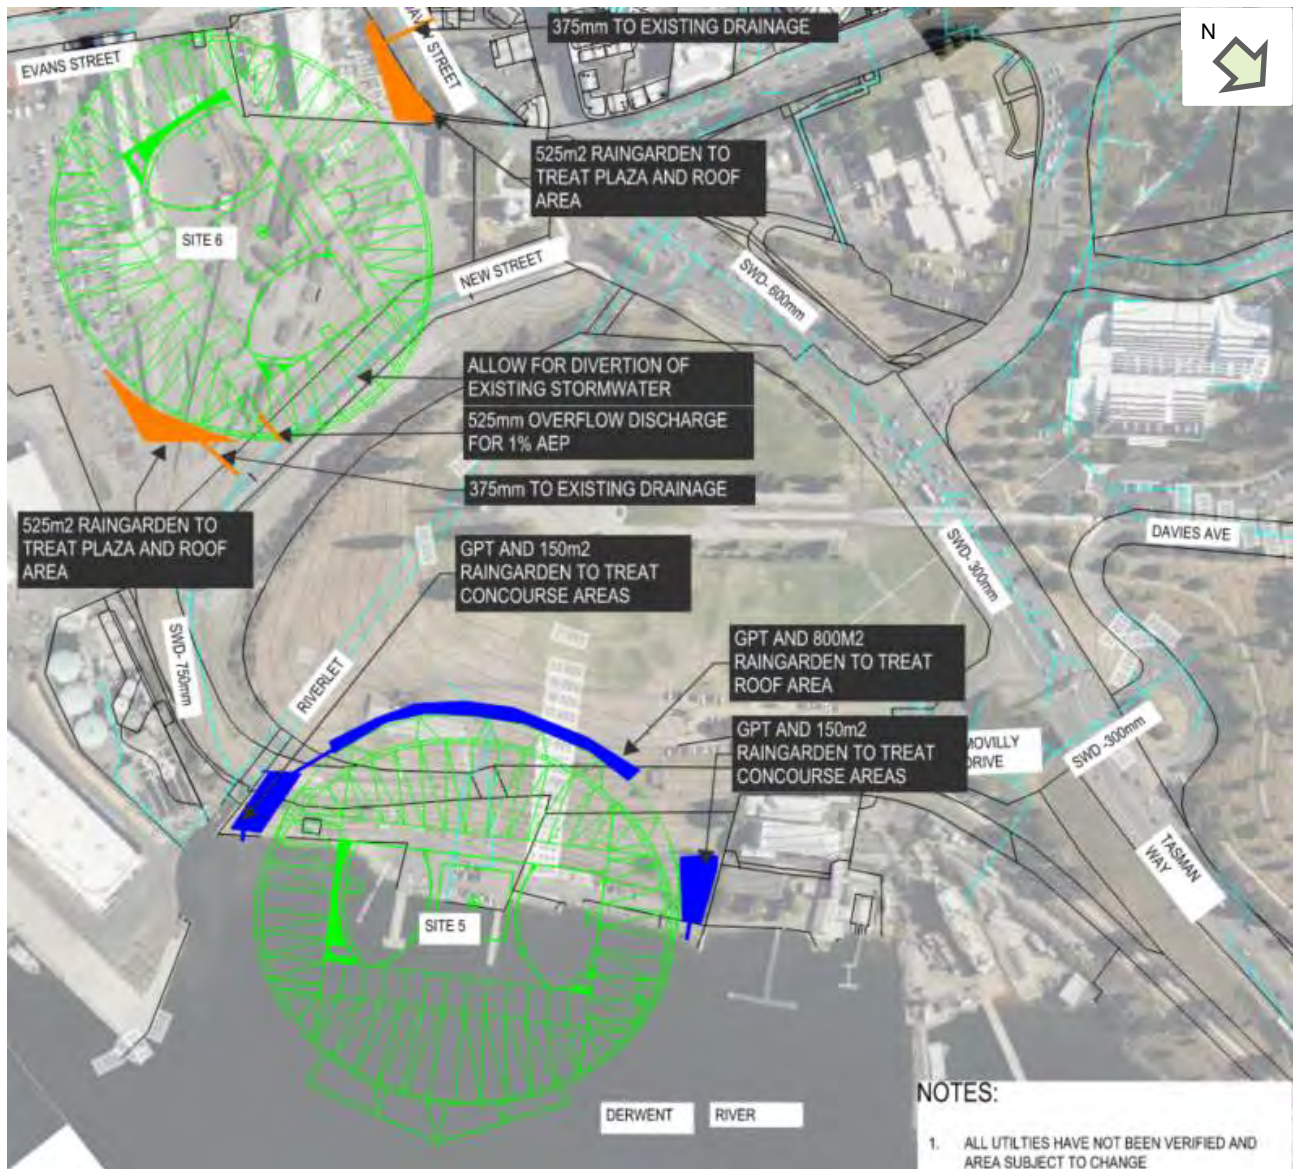 375mm TO EXISTING DRAINAGE
N
EVANS STREET
STREET
525m2 RAINGARDEN TO
TREAT PLAZA AND ROOF
AREA
SITE 6
NEW STREET
SWD- 600mm
ALLOW FOR DIVERTION OF
EXISTING STORMWATER
525mm OVERFLOW DISCHARGE
FOR 1% AEP
375mm TO EXISTING DRAINAGE
525m2 RAINGARDEN TO
TREAT PLAZA AND ROOF
AREA
DAVIES AVE
GPT AND 150m2
RAINGARDEN TO TREAT
CONCOURSE AREAS
SWD- 300mm
SWD- 750mm
RIVERLET
GPT AND 800M2
RAINGARDEN TO TREAT
ROOF AREA
GPT AND 150m2
RAINGARDEN TO TREAT
CONCOURSE AREAS
MOVILLY
DRIVE
SWD -300mm
TASMAN
WAY
SITE 5
DERWENT RIVER
NOTES:
1. ALL UTILTIES HAVE NOT BEEN VERIFIED AND
AREA SUBJECT TO CHANGE